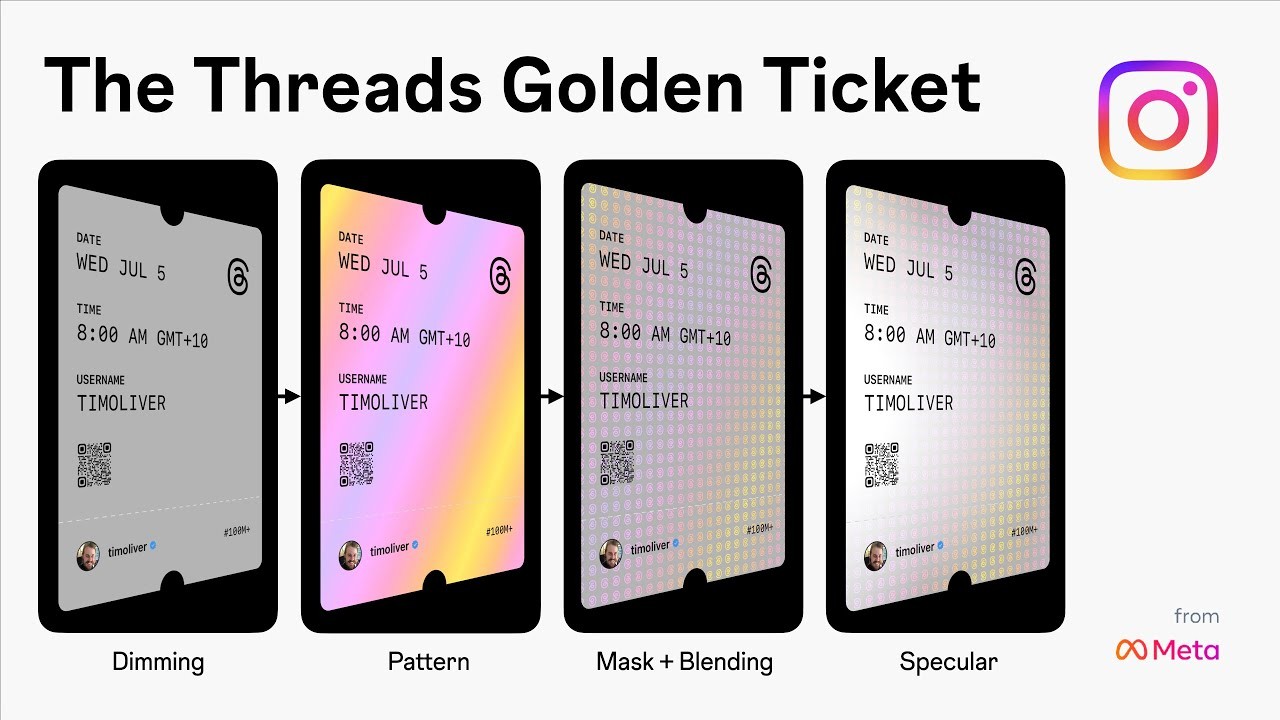 The Threads Golden Ticket
DATE
WED JUL 5
TIME
8:00 AM GMT+10
USERNAME
TIMOLIVER
timoliver
#100M+
DATE
WED JUL 5
TIME
8:00 AM GMT+10
USERNAME
TIMOLIVER
timoliver
#100M+
DATE
WED JUL 5
TIME
8:00 AM GMT+10
USERNAME
TIMOLIVER
timoliver
#100M+
DATE
WED JUL 5
TIME
8:00 AM GMT+10
USERNAME
TIMOLIVER
timoliver
#100M+
Dimming
Pattern
Mask + Blending
Specular
from
Meta